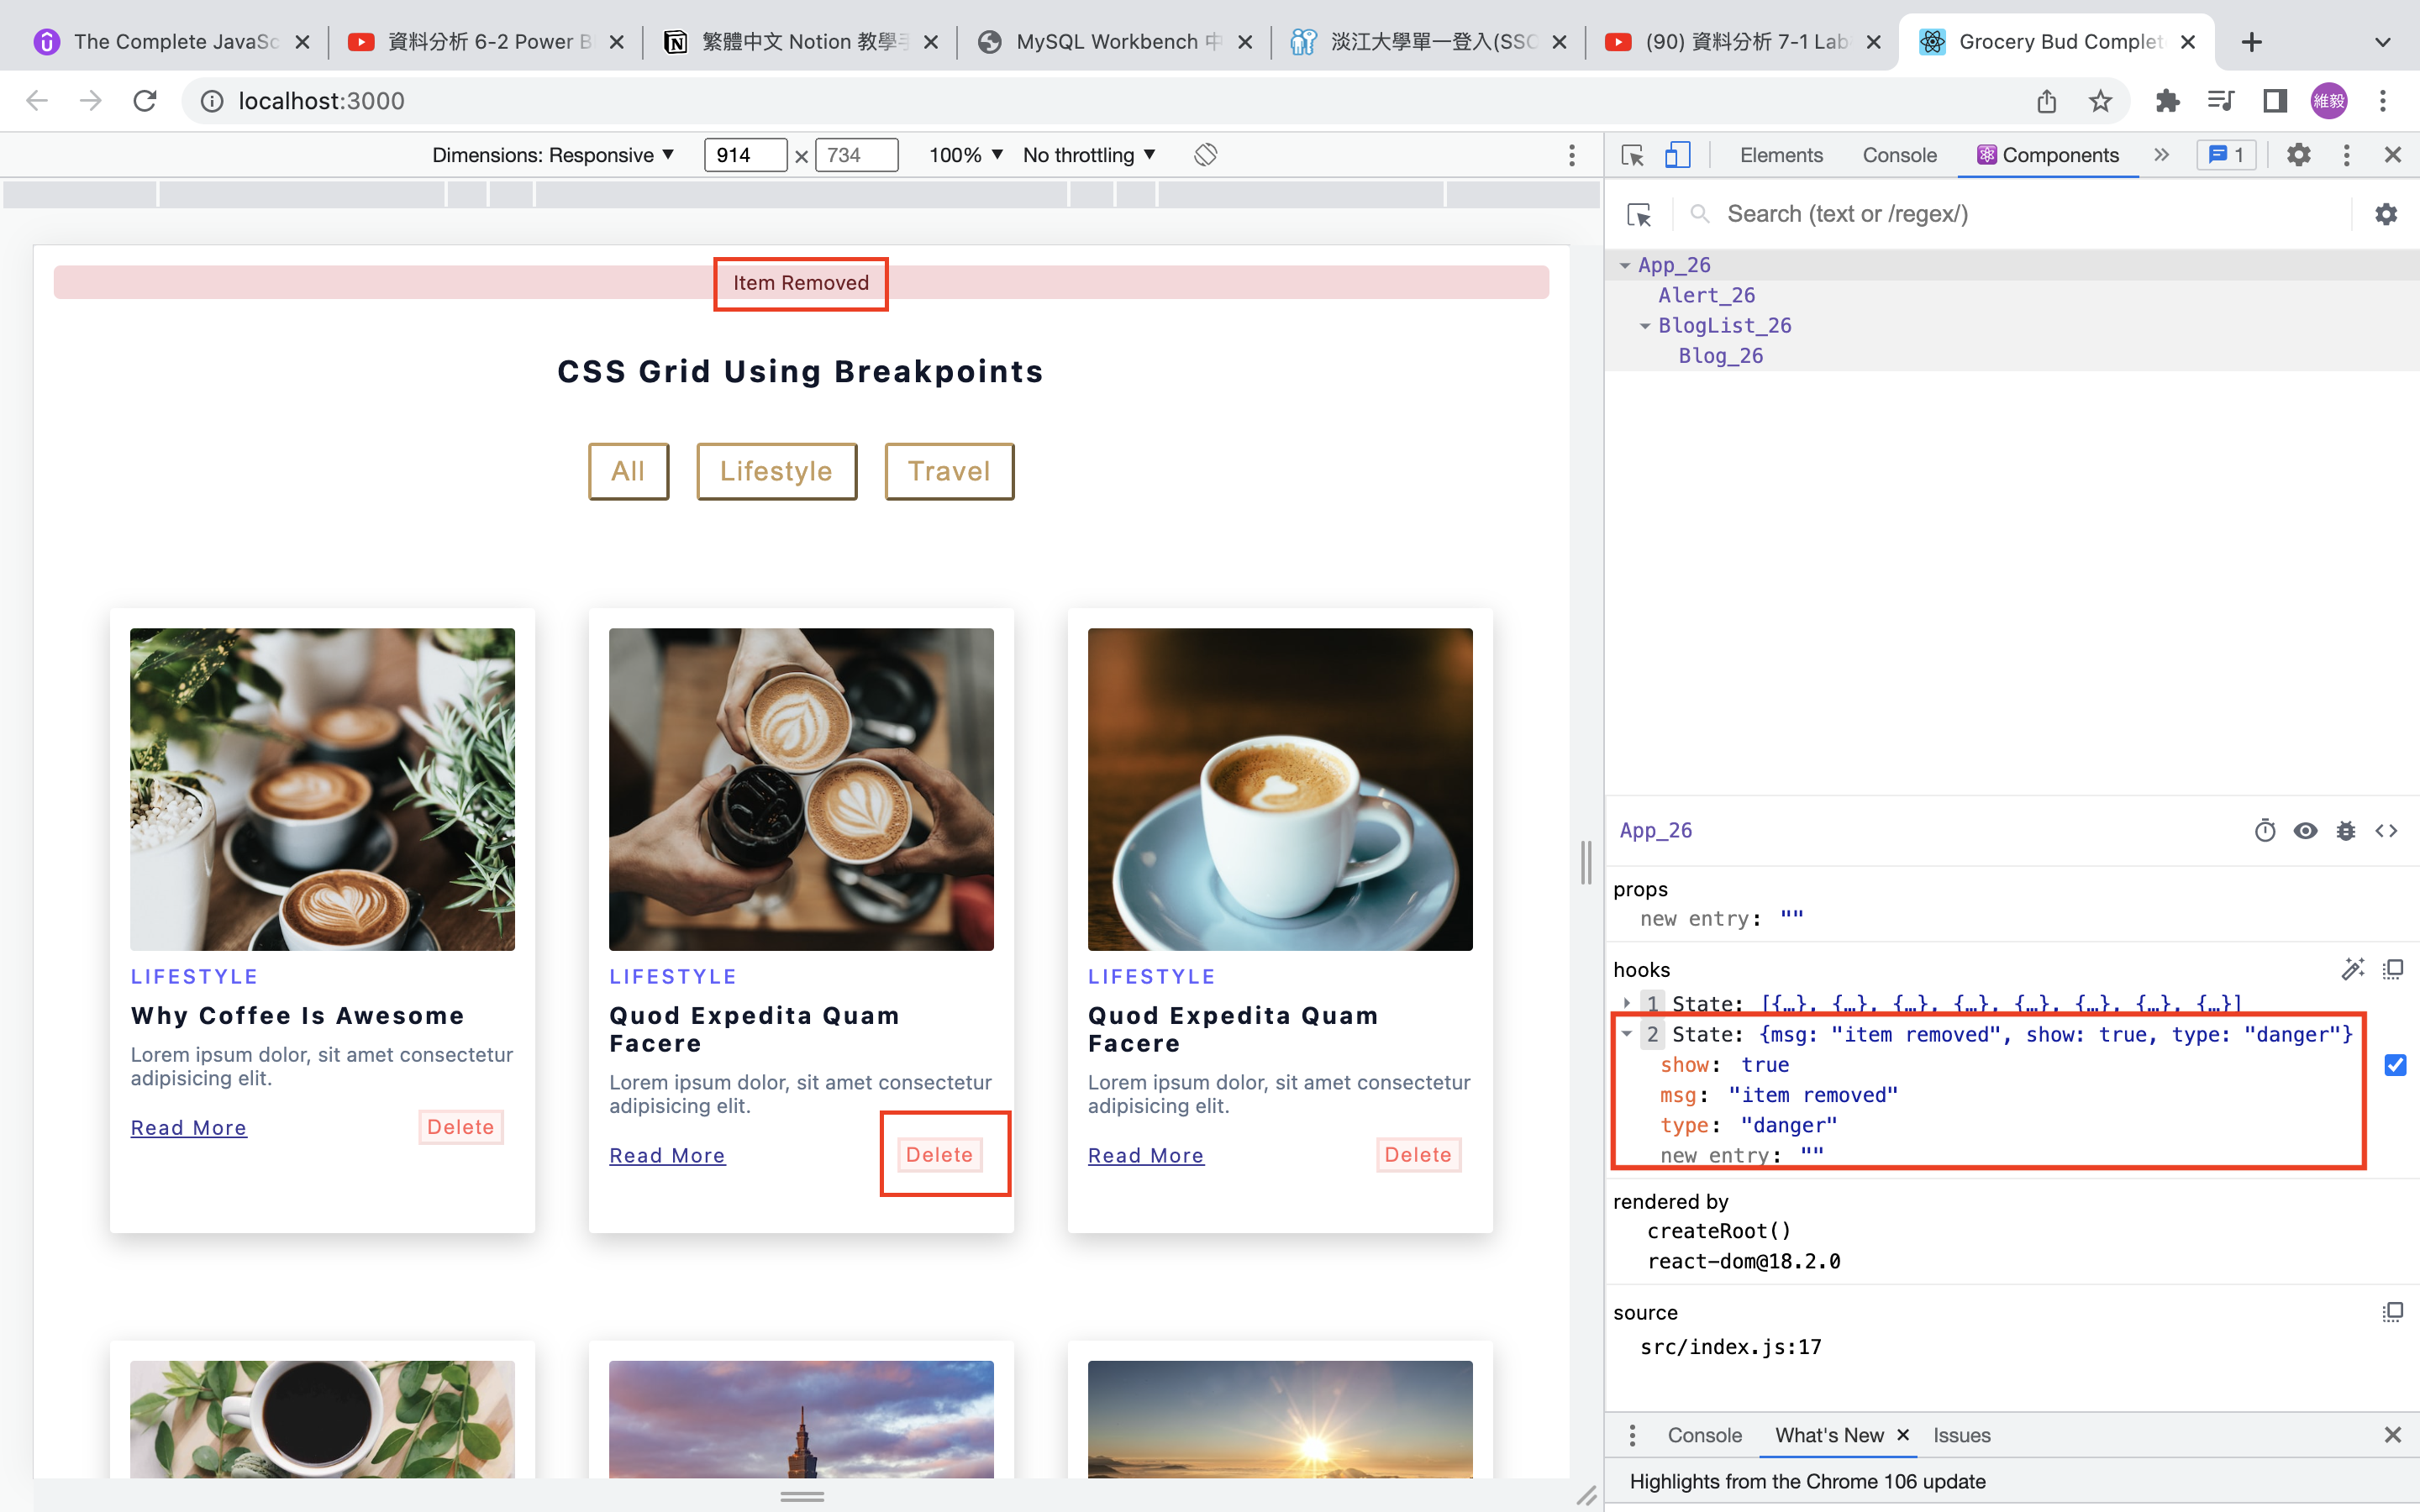 The Complete JavaSc
資料分析 6-2 Power B
繁體中文 Notion 教學手
MySQL Workbench 中
淡江大學單一登入(SSO
(90) 資料分析 7-1 Lab
Grocery Bud Complet
localhost:3000
維毅
Dimensions: Responsive ▼ 914 × 734 100% ▼ No throttling ▼
Elements Console Components » 1
Search (text or /regex/)
App_26
Alert_26
BlogList_26
Blog_26
Item Removed
CSS Grid Using Breakpoints
All Lifestyle Travel
LIFESTYLE
Why Coffee Is Awesome
Lorem ipsum dolor, sit amet consectetur
adipisicing elit.
Read More Delete
LIFESTYLE
Quod Expedita Quam
Facere
Lorem ipsum dolor, sit amet consectetur
adipisicing elit.
Read More Delete
LIFESTYLE
Quod Expedita Quam
Facere
Lorem ipsum dolor, sit amet consectetur
adipisicing elit.
Read More Delete
App_26
props
new entry: ""
hooks
1 State: [{…}, {…}, {…}, {…}, {…}, {…}, {…}, {…}]
2 State: {msg: "item removed", show: true, type: "danger"}
show: true
msg: "item removed"
type: "danger"
new entry: ""
rendered by
createRoot()
react-dom@18.2.0
source
src/index.js:17
Console What's New × Issues
Highlights from the Chrome 106 update